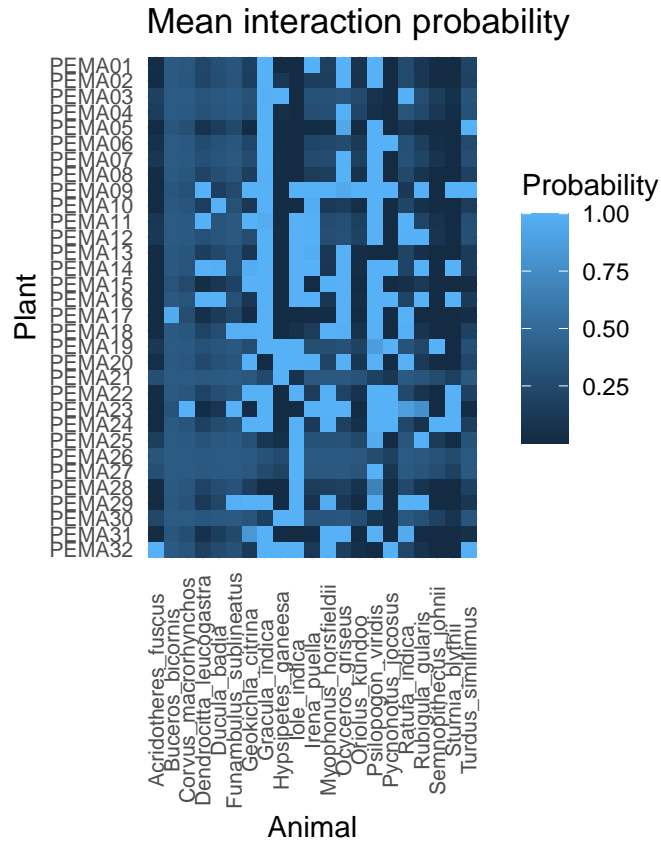 Mean interaction probability
PEMA01
PEMA02
PEMA03
PEMA04
PEMA05
PEMA06
PEMA07
PEMA08
PEMA09
PEMA10
PEMA11
PEMA12
PEMA13
PEMA14
PEMA15
PEMA16
PEMA17
PEMA18
PEMA19
PEMA20
PEMA21
PEMA22
PEMA23
PEMA24
PEMA25
PEMA26
PEMA27
PEMA28
PEMA29
PEMA30
PEMA31
PEMA32
Plant
Probability
1.00
0.75
0.50
0.25
Acridotheres_fuscus
Buceros_bicornis
Corvus_macrorhynchos
Dendrocitta_leucogastra
Ducula_badia
Funambulus_sublineatus
Geokichla_citrina
Gracula_indica
Hypsipetes_ganeesa
Iole_indica
Irena_puella
Myophonus_horsfieldii
Ocyceros_griseus
Oriolus_kundoo
Psilopogon_viridis
Pycnonotus_jocosus
Ratufa_indica
Rubigula_gularis
Semnopithecus_johnii
Sturnia_blythii
Turdus_simillimus
Animal